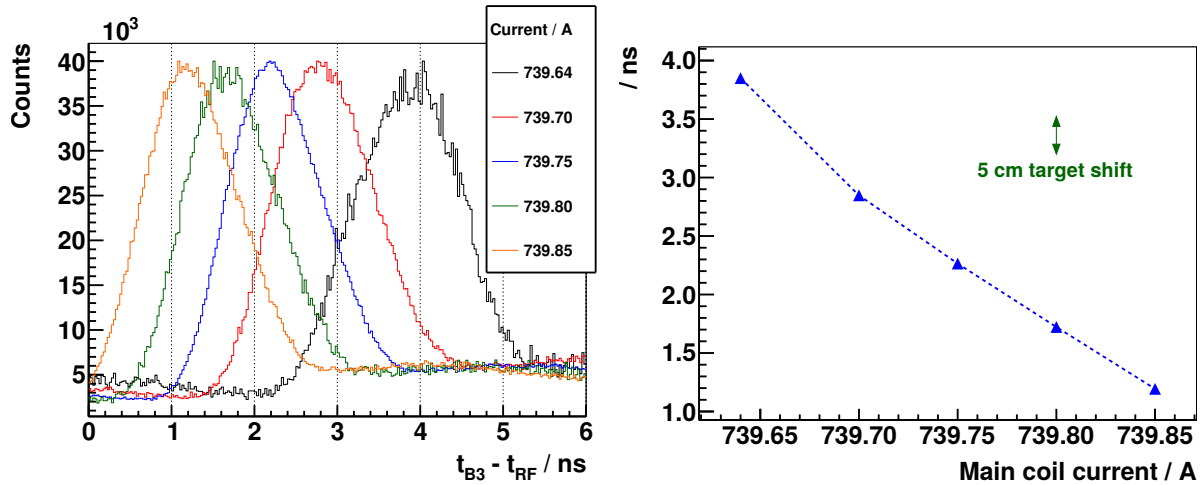 10³
Current / A
739.64
739.70
739.75
739.80
739.85
Counts
40
35
30
25
20
15
10
5
0 1 2 3 4 5 6
t_B3 - t_RF / ns
/ ns
4.0
3.5
3.0
2.5
2.0
1.5
1.0
5 cm target shift
739.65 739.70 739.75 739.80 739.85
Main coil current / A